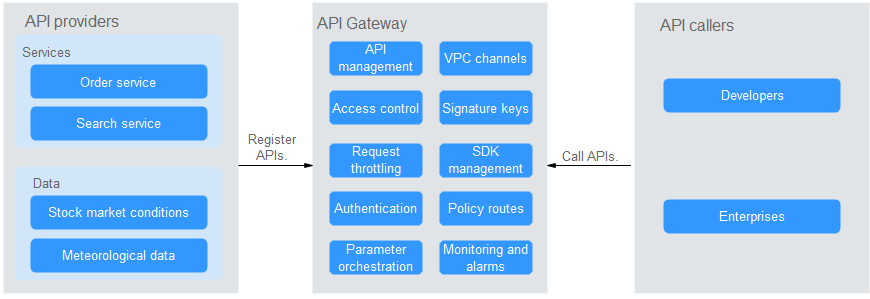 API providers
Services
Order service
Search service
Data
Stock market conditions
Meteorological data
Register
APIs.
API Gateway
API
management
VPC channels
Access control
Signature keys
Request
throttling
SDK
management
Authentication
Policy routes
Parameter
orchestration
Monitoring and
alarms
Call APIs.
API callers
Developers
Enterprises